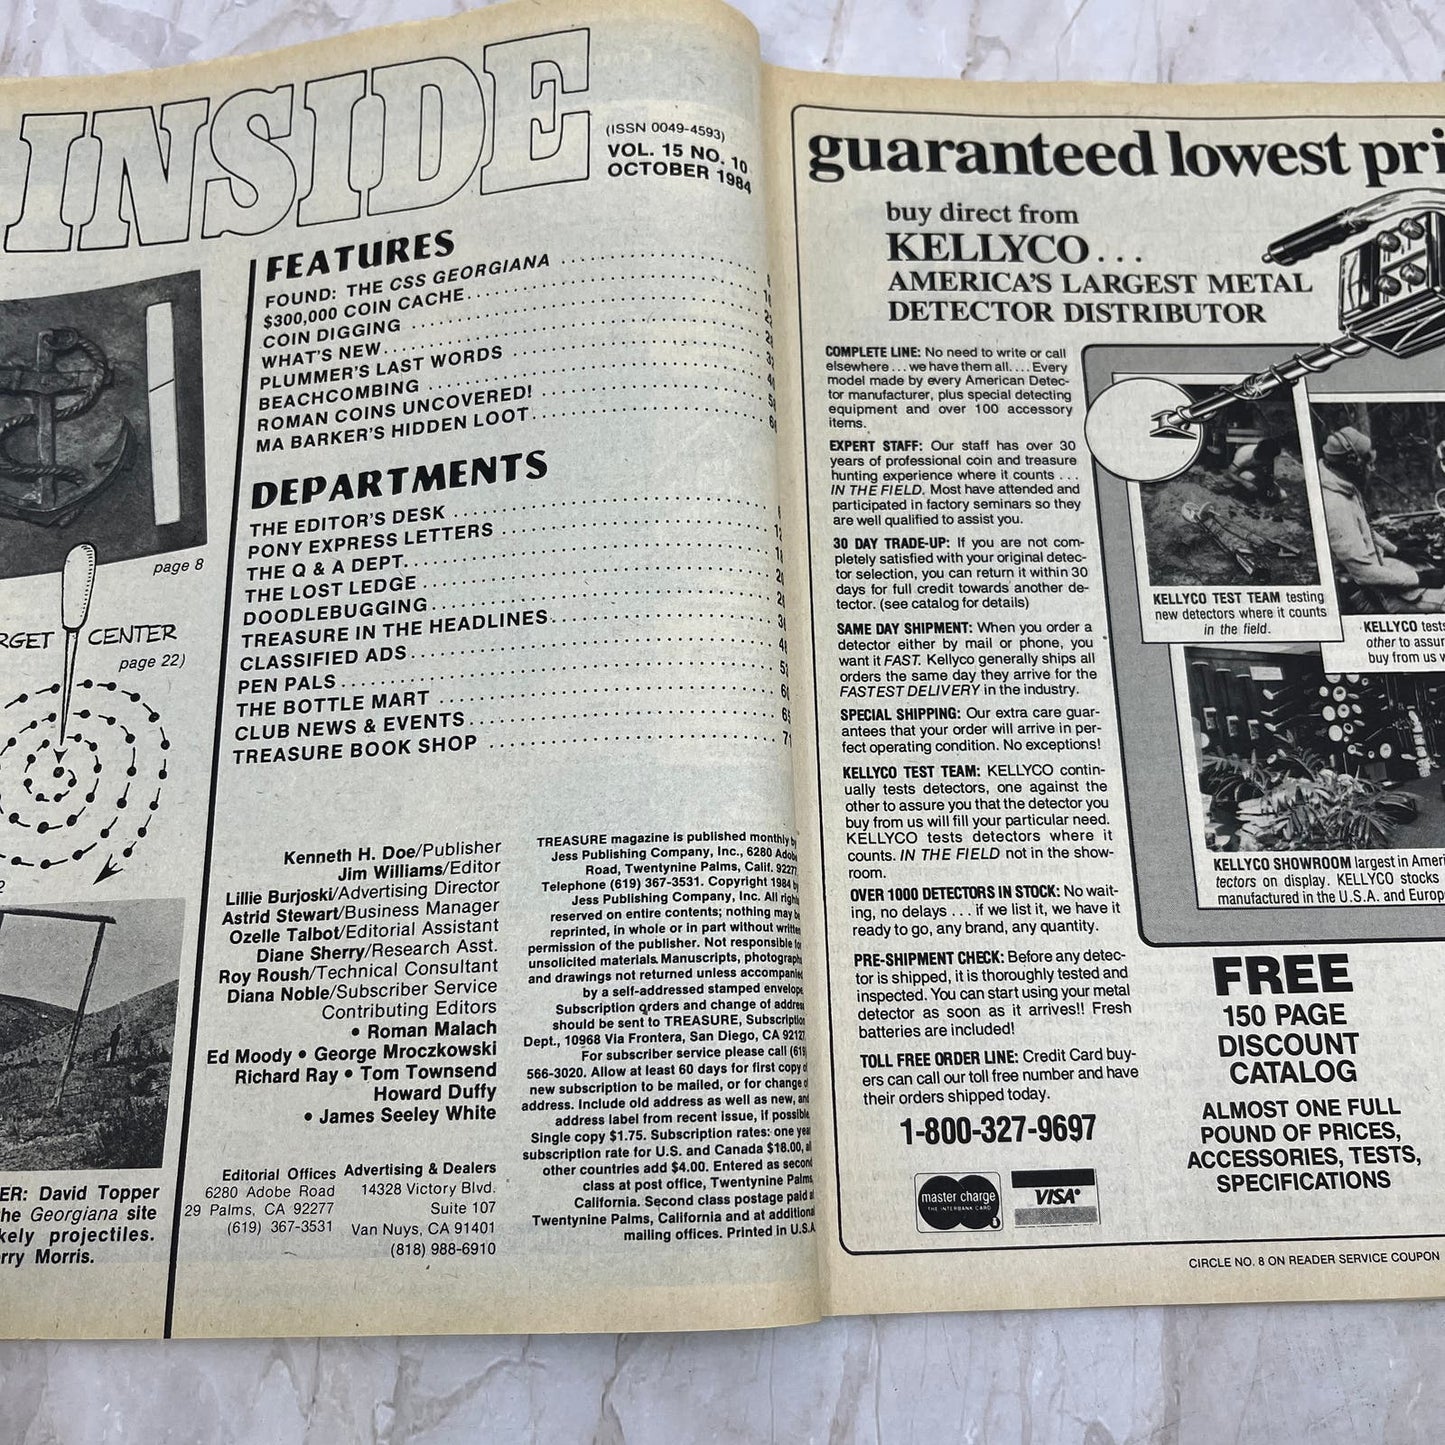 INSIDE
(ISSN 0049-4593)
VOL. 15 NO. 10
OCTOBER 1984
FEATURES
FOUND: THE CSS GEORGIANA
$300,000 COIN CACHE
COIN DIGGING
WHAT'S NEW
PLUMMER'S LAST WORDS
BEACHCOMBING
ROMAN COINS UNCOVERED!
MA BARKER'S HIDDEN LOOT
DEPARTMENTS
THE EDITOR'S DESK
PONY EXPRESS LETTERS
THE Q & A DEPT.
THE LOST LEDGE
DOODLEBUGGING
TREASURE IN THE HEADLINES
CLASSIFIED ADS
PEN PALS
THE BOTTLE MART
CLUB NEWS & EVENTS
TREASURE BOOK SHOP 71
page 8
RGET CENTER
page 22)
2
ER: David Topper
he Georgiana site
kely projectiles.
rry Morris.
Kenneth H. Doe/Publisher
Jim Williams/Editor
Lillie Burjoski/Advertising Director
Astrid Stewart/Business Manager
Ozelle Talbot/Editorial Assistant
Diane Sherry/Research Asst.
Roy Roush/Technical Consultant
Diana Noble/Subscriber Service
Contributing Editors
• Roman Malach
Ed Moody • George Mroczkowski
Richard Ray • Tom Townsend
Howard Duffy
• James Seeley White
Editorial Offices
6280 Adobe Road
29 Palms, CA 92277
(619) 367-3531
Advertising & Dealers
14328 Victory Blvd.
Suite 107
Van Nuys, CA 91401
(818) 988-6910
TREASURE magazine is published monthly by
Jess Publishing Company, Inc., 6280 Adobe
Road, Twentynine Palms, Calif. 92277,
Telephone (619) 367-3531. Copyright 1984 by
Jess Publishing Company, Inc. All rights
reserved on entire contents; nothing may be
reprinted, in whole or in part without written
permission of the publisher. Not responsible for
unsolicited materials. Manuscripts, photographs
and drawings not returned unless accompanied
by a self-addressed stamped envelope.
Subscription orders and change of address
should be sent to TREASURE, Subscription
Dept., 10968 Via Frontera, San Diego, CA 92127.
For subscriber service please call (619)
566-3020. Allow at least 60 days for first copy of
new subscription to be mailed, or for change of
address. Include old address as well as new, and
address label from recent issue, if possible.
Single copy $1.75. Subscription rates: one year
subscription rate for U.S. and Canada $18.00, all
other countries add $4.00. Entered as second
class at post office, Twentynine Palms,
California. Second class postage paid at
Twentynine Palms, California and at additional
mailing offices. Printed in U.S.A.
guaranteed lowest pri
buy direct from
KELLYCO...
AMERICA'S LARGEST METAL
DETECTOR DISTRIBUTOR
COMPLETE LINE: No need to write or call
elsewhere . . . we have them all. . . . Every
model made by every American Detec-
tor manufacturer, plus special detecting
equipment and over 100 accessory
items.
EXPERT STAFF: Our staff has over 30
years of professional coin and treasure
hunting experience where it counts . . .
IN THE FIELD. Most have attended and
participated in factory seminars so they
are well qualified to assist you.
30 DAY TRADE-UP: If you are not com-
pletely satisfied with your original detec-
tor selection, you can return it within 30
days for full credit towards another de-
tector. (see catalog for details)
SAME DAY SHIPMENT: When you order a
detector either by mail or phone, you
want it FAST. Kellyco generally ships all
orders the same day they arrive for the
FASTEST DELIVERY in the industry.
SPECIAL SHIPPING: Our extra care guar-
antees that your order will arrive in per-
fect operating condition. No exceptions!
KELLYCO TEST TEAM: KELLYCO contin-
ually tests detectors, one against the
other to assure you that the detector you
buy from us will fill your particular need.
KELLYCO tests detectors where it
counts. IN THE FIELD not in the show-
room.
OVER 1000 DETECTORS IN STOCK: No wait-
ing, no delays . . . if we list it, we have it
ready to go, any brand, any quantity.
PRE-SHIPMENT CHECK: Before any detec-
tor is shipped, it is thoroughly tested and
inspected. You can start using your metal
detector as soon as it arrives!! Fresh
batteries are included!
TOLL FREE ORDER LINE: Credit Card buy-
ers can call our toll free number and have
their orders shipped today.
1-800-327-9697
master charge
THE INTERBANK CARD
VISA
KELLYCO TEST TEAM testing
new detectors where it counts
in the field.
KELLYCO tests
other to assur
buy from us w
KELLYCO SHOWROOM largest in Ameri
tectors on display. KELLYCO stocks
manufactured in the U.S.A. and Europ
FREE
150 PAGE
DISCOUNT
CATALOG
ALMOST ONE FULL
POUND OF PRICES,
ACCESSORIES, TESTS,
SPECIFICATIONS
CIRCLE NO. 8 ON READER SERVICE COUPON